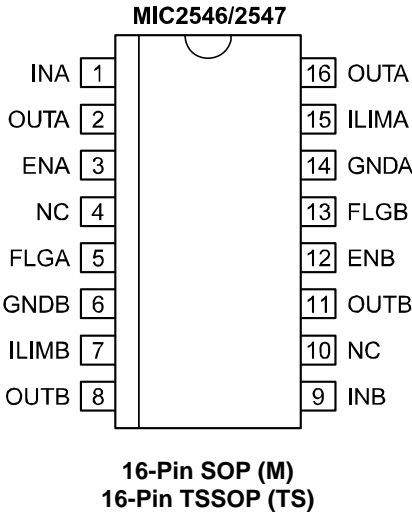 MIC2546/2547
INA 1 16 OUTA
OUTA 2 15 ILIMA
ENA 3 14 GNDA
NC 4 13 FLGB
FLGA 5 12 ENB
GNDB 6 11 OUTB
ILIMB 7 10 NC
OUTB 8 9 INB
16-Pin SOP (M)
16-Pin TSSOP (TS)